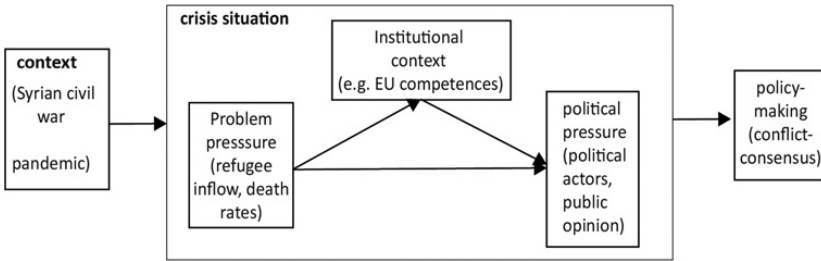 context
(Syrian civil
war
pandemic)
crisis situation
Institutional
context
(e.g. EU competences)
Problem
presssure
(refugee
inflow, death
rates)
political
pressure
(political
actors,
public
opinion)
policy-
making
(conflict-
consensus)